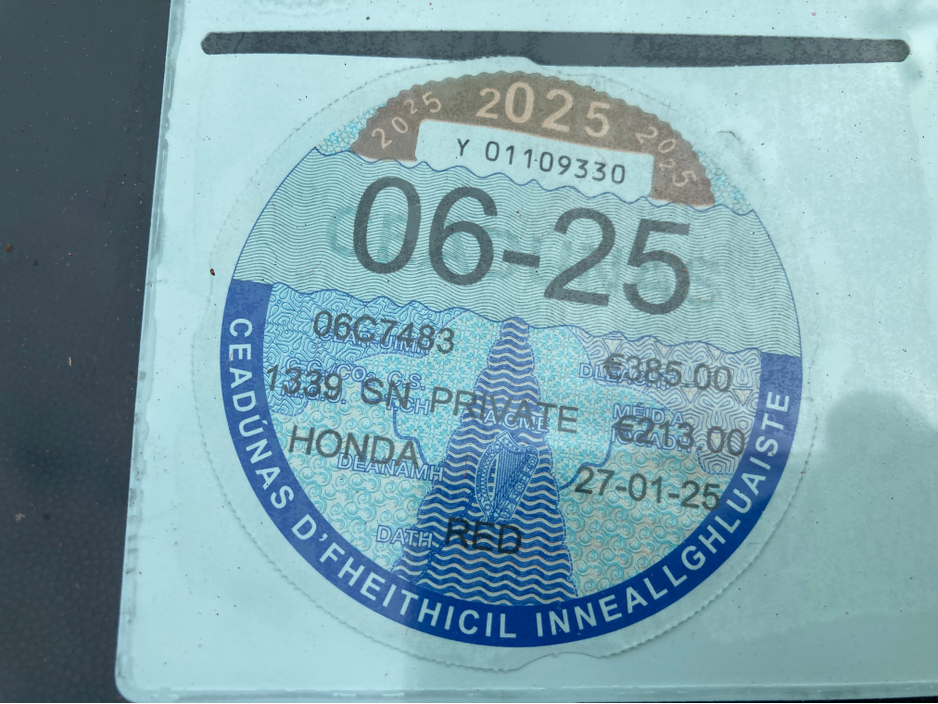 2025 2025 2025
Y 01109330
06-25
06C7483
€385.00
1339 SN PRIVATE
€213.00
HONDA
DEANAMH
27-01-25
DATH RED
CEADÚNAS D'FHEITHICIL INNEALLGHLUAISTE